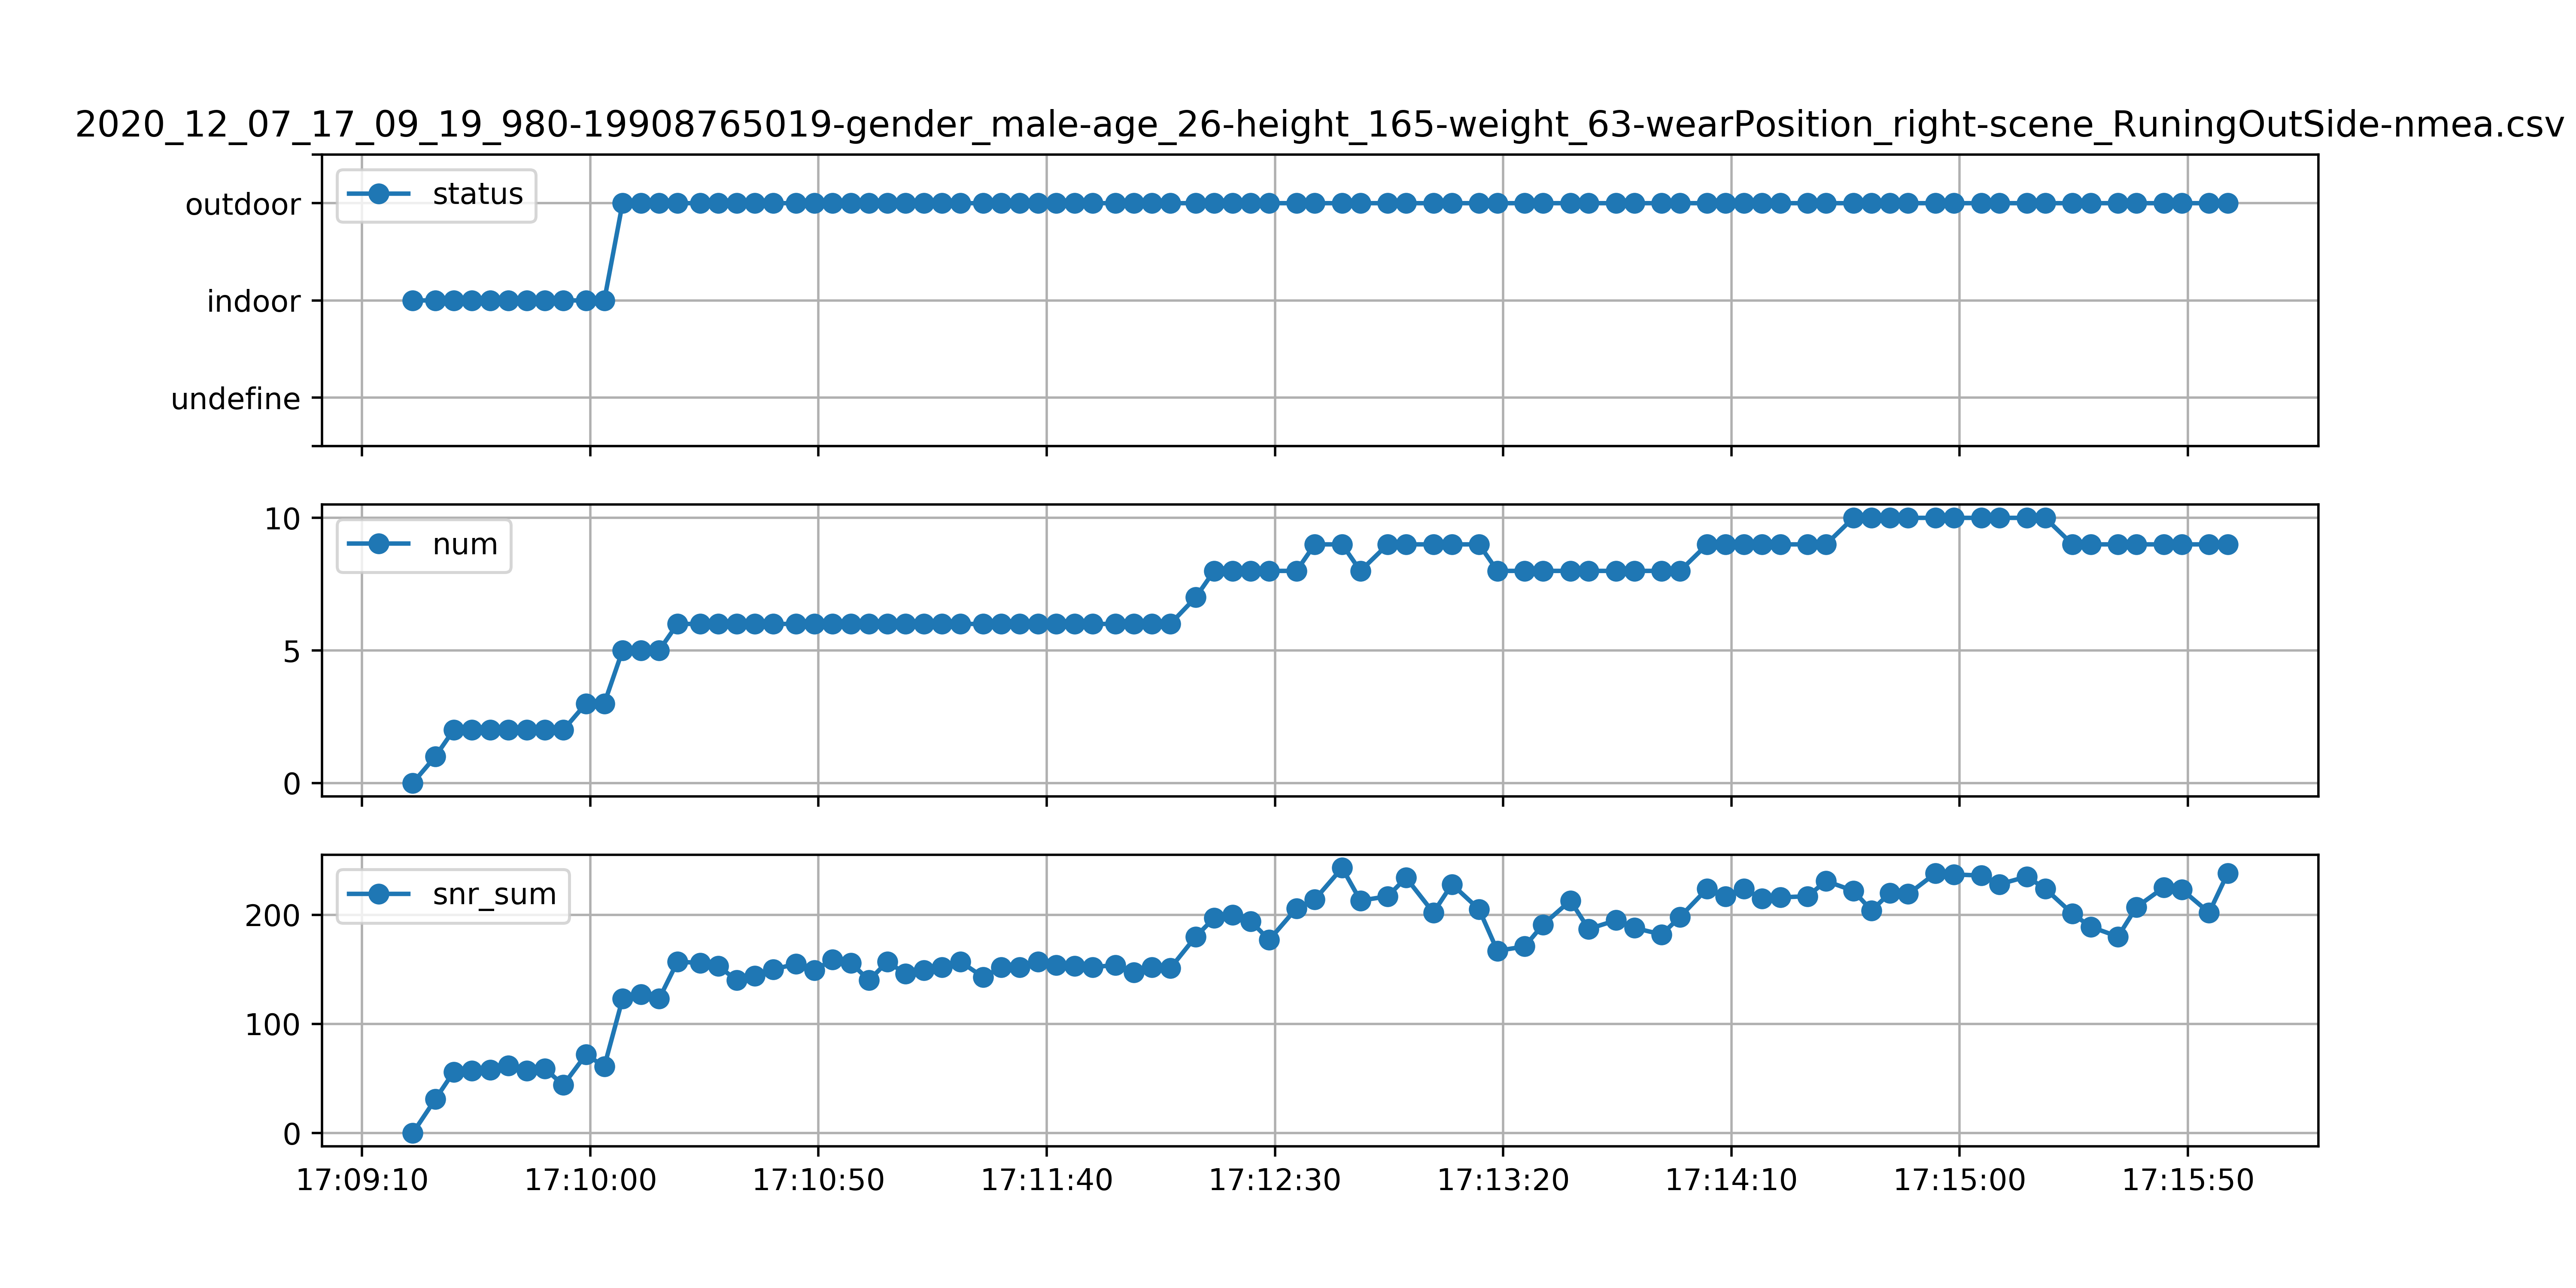 2020_12_07_17_09_19_980-19908765019-gender_male-age_26-height_165-weight_63-wearPosition_right-scene_RuningOutSide-nmea.csv
status
outdoor
indoor
undefine
num
10
5
0
snr_sum
200
100
0
17:09:10 17:10:00 17:10:50 17:11:40 17:12:30 17:13:20 17:14:10 17:15:00 17:15:50